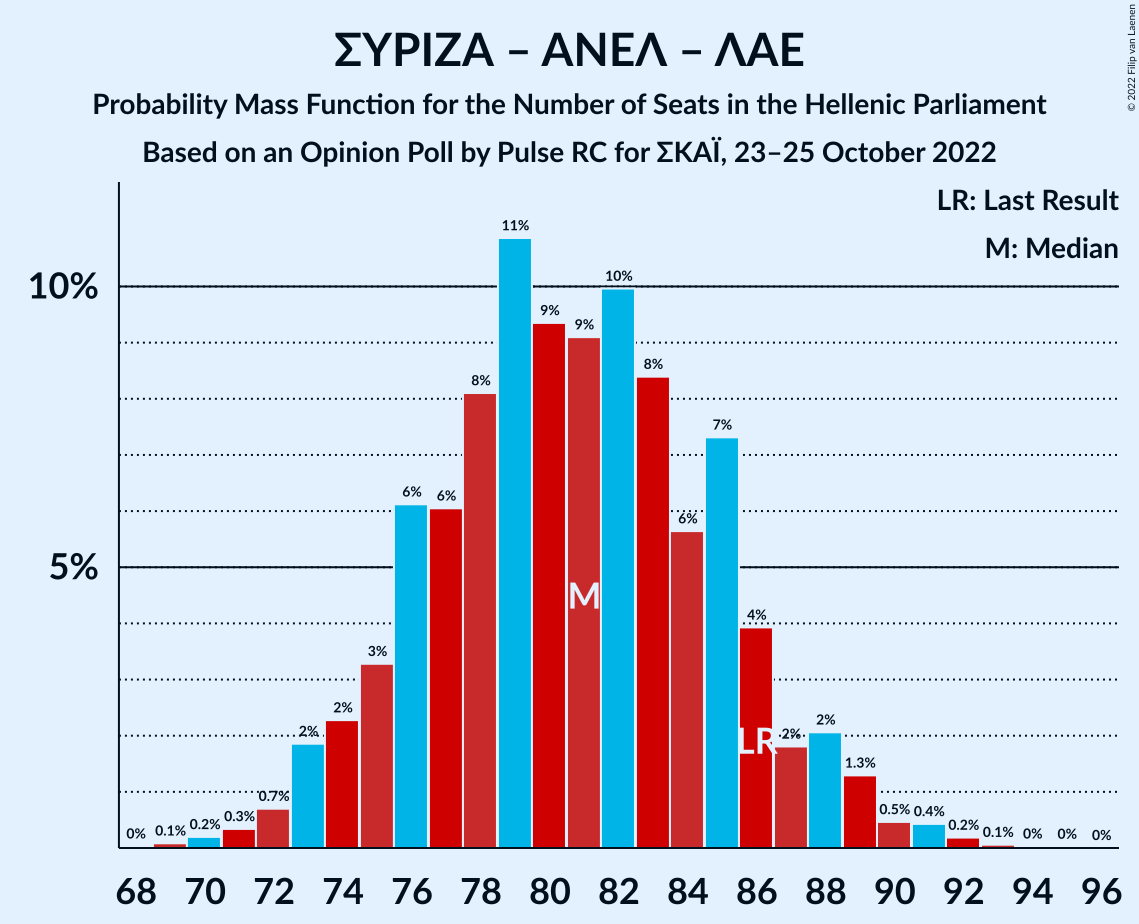 ΣΥΡΙΖΑ – ΑΝΕΛ – ΛΑΕ
Probability Mass Function for the Number of Seats in the Hellenic Parliament
Based on an Opinion Poll by Pulse RC for ΣΚΑΪ, 23–25 October 2022
© 2022 Filip van Laenen
LR: Last Result
M: Median
10%
5%
0% 0.1% 0.2% 0.3% 0.7% 2% 2% 3% 6% 6% 8% 11% 9% 9% 10% 8% 6% 7% 4% 2% 2% 1.3% 0.5% 0.4% 0.2% 0.1% 0% 0% 0%
M
LR
68 70 72 74 76 78 80 82 84 86 88 90 92 94 96